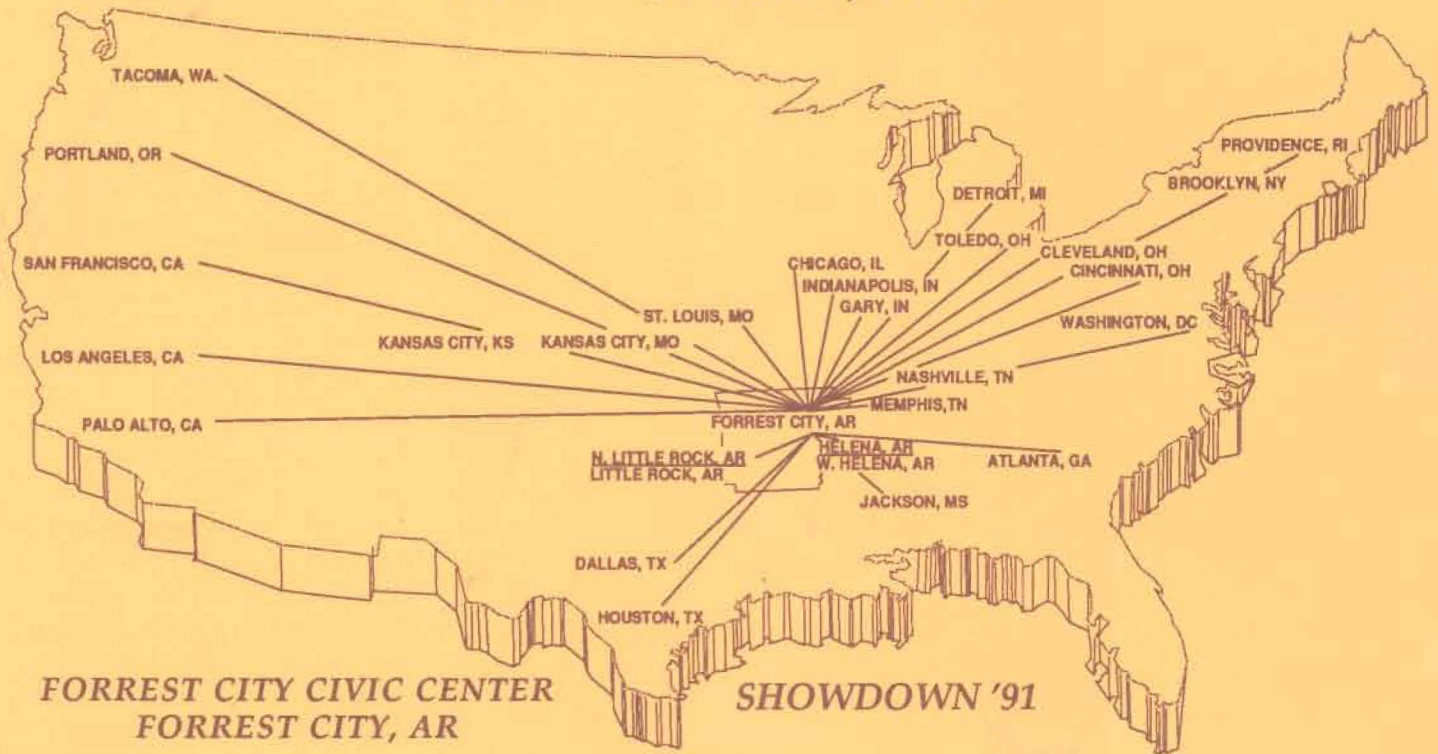 TACOMA, WA.
PROVIDENCE, RI
PORTLAND, OR
BROOKLYN, NY
DETROIT, MI
TOLEDO, OH
CLEVELAND, OH
SAN FRANCISCO, CA
CHICAGO, IL
CINCINNATI, OH
INDIANAPOLIS, IN
GARY, IN
ST. LOUIS, MO
WASHINGTON, DC
KANSAS CITY, KS
KANSAS CITY, MO
LOS ANGELES, CA
NASHVILLE, TN
MEMPHIS,TN
PALO ALTO, CA
FORREST CITY, AR
N. LITTLE ROCK, AR
LITTLE ROCK, AR
HELENA, AR
W. HELENA, AR
ATLANTA, GA
JACKSON, MS
DALLAS, TX
HOUSTON, TX
FORREST CITY CIVIC CENTER
FORREST CITY, AR
SHOWDOWN '91